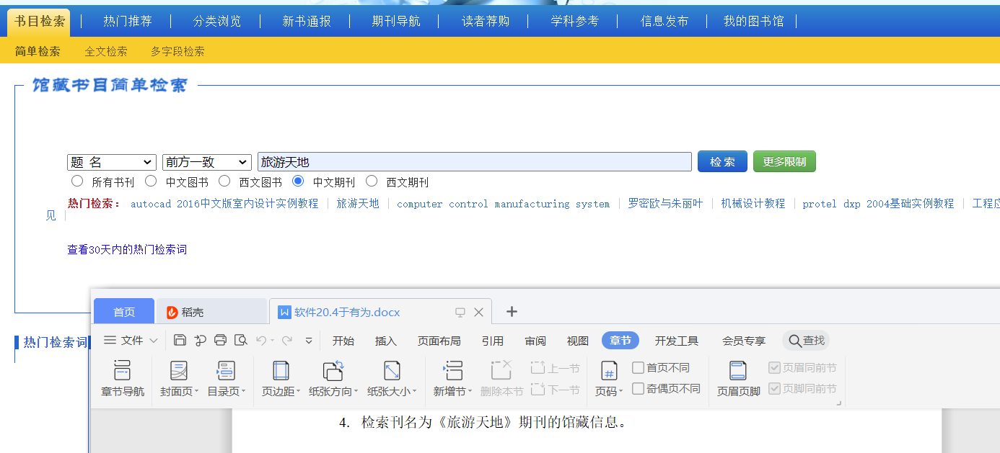 书目检索 热门推荐 分类浏览 新书通报 期刊导航 读者荐购 学科参考 信息发布 我的图书馆
简单检索 全文检索 多字段检索
馆藏书目简单检索
题 名 前方一致 旅游天地 检 索 更多限制
所有书刊 中文图书 西文图书 中文期刊 西文期刊
热门检索： autocad 2016中文版室内设计实例教程 旅游天地 computer control manufacturing system 罗密欧与朱丽叶 机械设计教程 protel dxp 2004基础实例教程 工程应
见
查看30天内的热门检索词
首页 稻壳 软件20.4于有为.docx
热门检索词
文件 开始 插入 页面布局 引用 审阅 视图 章节 开发工具 会员专享 查找
上一节 首页不同 页眉同前节
章节导航 封面页 目录页 页边距 纸张方向 纸张大小 新增节 删除本节 下一节 页码 奇偶页不同 页眉页脚 页脚同前节
4. 检索刊名为《旅游天地》期刊的馆藏信息。